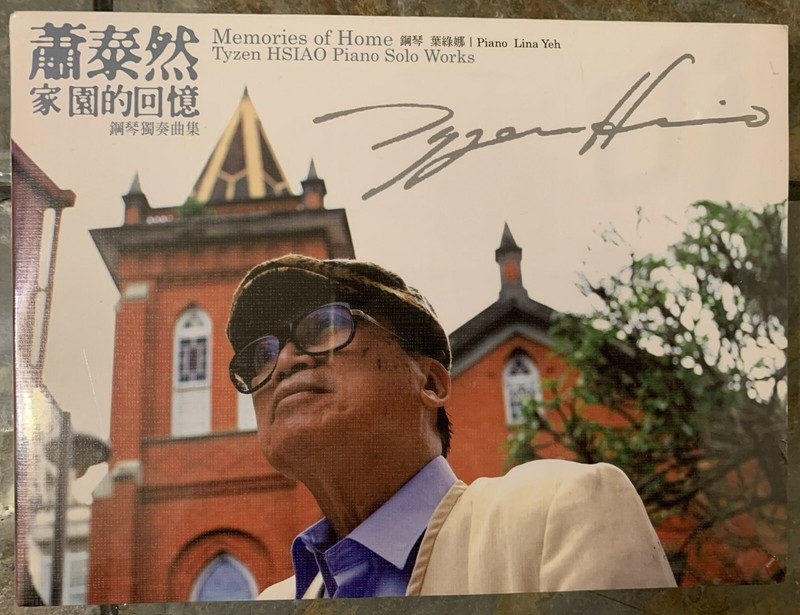 蕭泰然
家園的回憶
鋼琴獨奏曲集
Memories of Home 鋼琴 葉綠娜 | Piano Lina Yeh
Tyzen HSIAO Piano Solo Works
Tyzen Hsiao